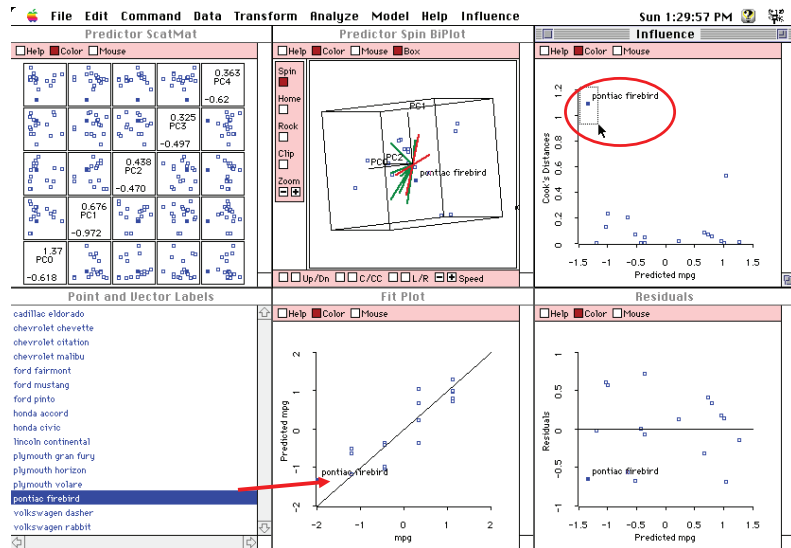 File Edit Command Data Transform Analyze Model Help Influence Sun 1:29:57 PM
Predictor ScatMat
Help Color Mouse
0.363
PC4
-0.62
0.325
PC3
-0.497
0.438
PC2
-0.470
0.676
PC1
-0.972
1.37
PC0
-0.618
Predictor Spin BiPlot
Help Color Mouse Box
Spin
Home
Rock
Clip
Zoom
PC1
PC2
PC0
pontiac firebird
Up/Dn C/CC L/R Speed
Influence
Help Color Mouse
Cook's Distances
1.2
1
0.8
0.6
0.4
0.2
0
pontiac firebird
-1.5 -1 -0.5 0 0.5 1 1.5
Predicted mpg
Point and Vector Labels
cadillac eldorado
chevrolet chevette
chevrolet citation
chevrolet malibu
ford fairmont
ford mustang
ford pinto
honda accord
honda civic
lincoln continental
plymouth gran fury
plymouth horizon
plymouth volare
pontiac firebird
volkswagen dasher
volkswagen rabbit
Fit Plot
Help Color Mouse
Predicted mpg
2
1
0
-1
-2
pontiac firebird
-2 -1 0 1 2
mpg
Residuals
Help Color Mouse
Residuals
1
0.5
0
-0.5
-1
pontiac firebird
-1.5 -1 -0.5 0 0.5 1 1.5
Predicted mpg